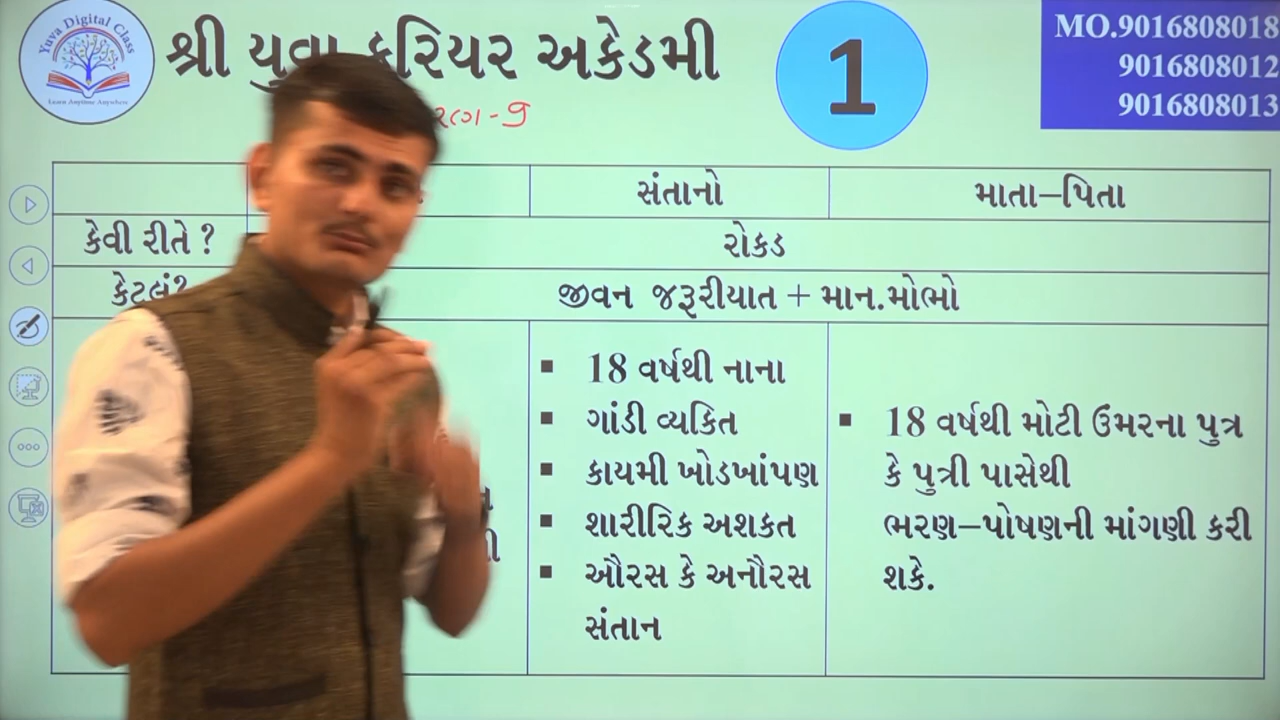 Yuva Digital Class
Learn Anytime Anywhere
શ્રી યુવા કરિયર અકેડમી
1
MO.9016808018
9016808012
9016808013
સંતાનો
માતા–પિતા
કેવી રીતે ?
રોકડ
કેટલું?
જીવન જરૂરીયાત + માન.મોભો
▪ 18 વર્ષથી નાના
▪ ગાંડી વ્યકિત
▪ કાયમી ખોડખાંપણ
▪ શારીરિક અશકત
▪ ઔરસ કે અનૌરસ
સંતાન
▪ 18 વર્ષથી મોટી ઉંમરના પુત્ર
કે પુત્રી પાસેથી
ભરણ–પોષણની માંગણી કરી
શકે.